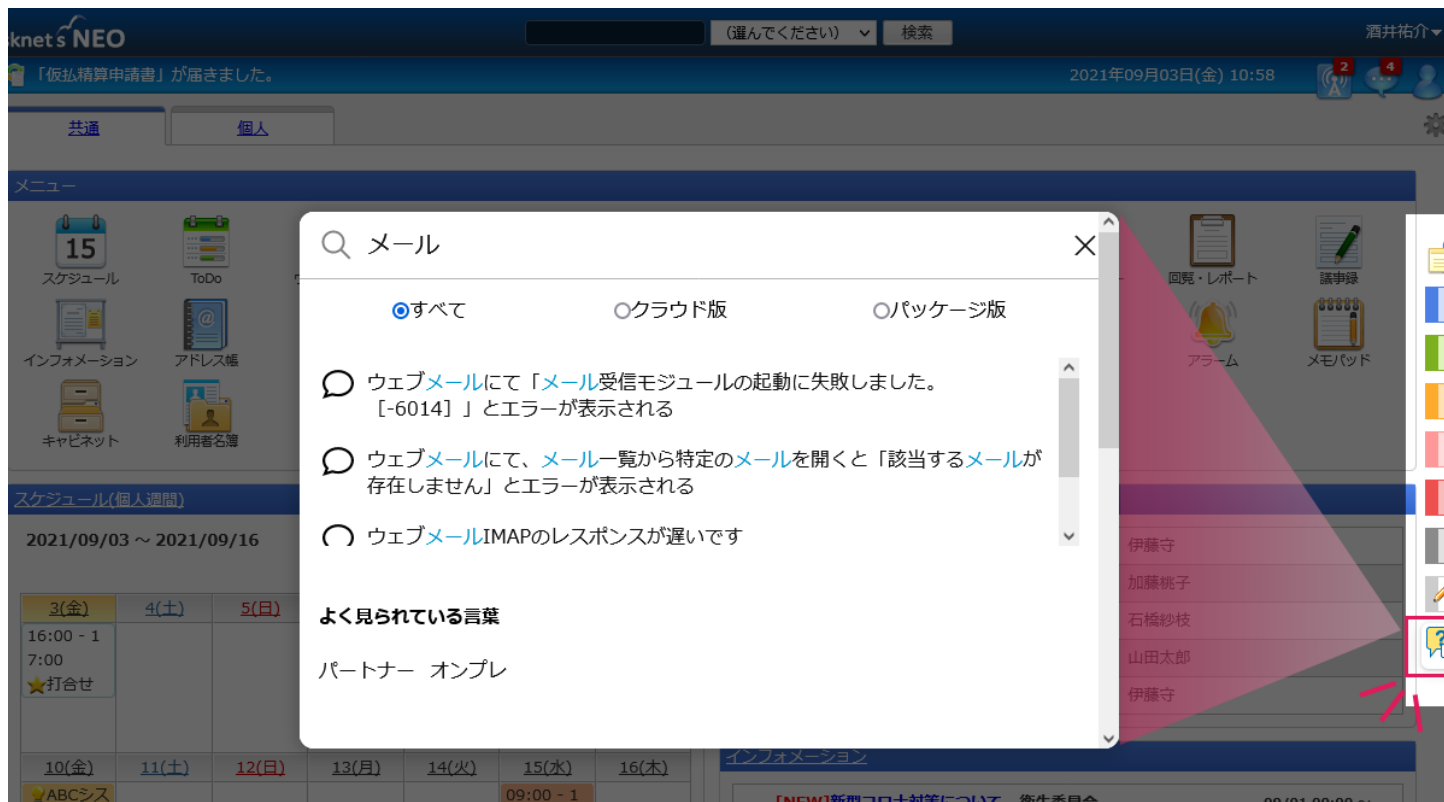 knet's NEO
(選んでください)
検索
酒井祐介▼
「仮払精算申請書」が届きました。
2021年09月03日(金) 10:58
2
4
共通
個人
メニュー
15
スケジュール
ToDo
回覧・レポート
議事録
インフォメーション
アドレス帳
アラーム
メモパッド
キャビネット
利用者名簿
メール
すべて
クラウド版
パッケージ版
ウェブメールにて「メール受信モジュールの起動に失敗しました。
[-6014]」とエラーが表示される
ウェブメールにて、メール一覧から特定のメールを開くと「該当するメールが
存在しません」とエラーが表示される
ウェブメールIMAPのレスポンスが遅いです
よく見られている言葉
パートナー オンプレ
スケジュール(個人週間)
2021/09/03 ～ 2021/09/16
3(金)
4(土)
5(日)
16:00 - 1
7:00
打合せ
伊藤守
加藤桃子
石橋紗枝
山田太郎
伊藤守
10(金)
11(土)
12(日)
13(月)
14(火)
15(水)
16(木)
ABCシス
09:00 - 1
インフォメーション
[NEW]新型コロナ対策について 衛生委員会